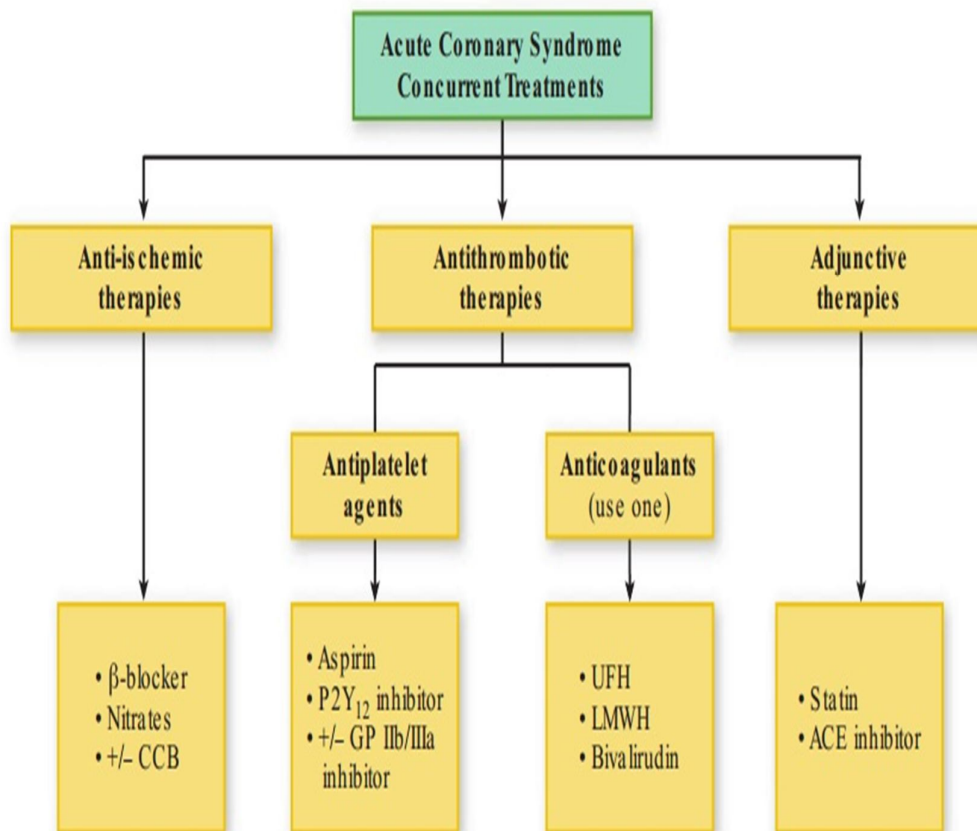 Acute Coronary Syndrome
Concurrent Treatments
Anti-ischemic
therapies
Antithrombotic
therapies
Adjunctive
therapies
Antiplatelet
agents
Anticoagulants
(use one)
• β-blocker
• Nitrates
• +/– CCB
• Aspirin
• P2Y₁₂ inhibitor
• +/– GP IIb/IIIa
inhibitor
• UFH
• LMWH
• Bivalirudin
• Statin
• ACE inhibitor